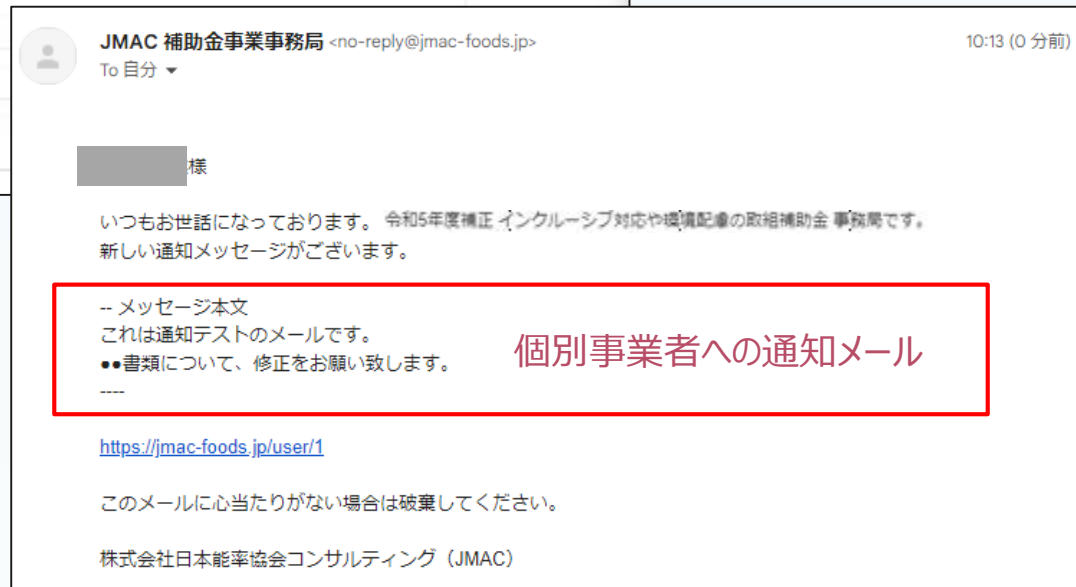 JMAC 補助金事業事務局 <no-reply@jmac-foods.jp>
10:13 (0 分前)
To 自分
様
いつもお世話になっております。 令和5年度補正 インクルーシブ対応や環境配慮の取組補助金 事務局です。
新しい通知メッセージがございます。
-- メッセージ本文
これは通知テストのメールです。
●●書類について、修正をお願い致します。
----
個別事業者への通知メール
https://jmac-foods.jp/user/1
このメールに心当たりがない場合は破棄してください。
株式会社日本能率協会コンサルティング（JMAC）